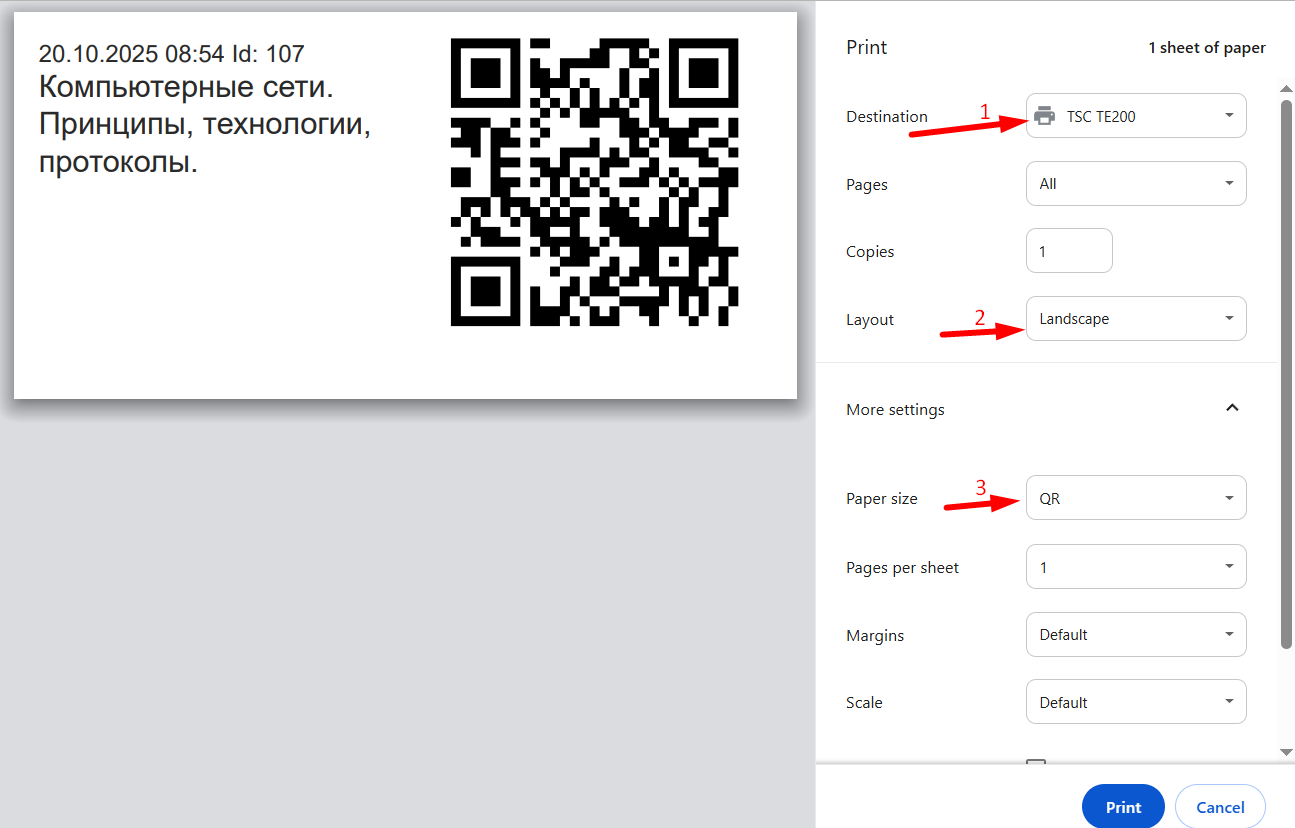 20.10.2025 08:54 Id: 107
Компьютерные сети.
Принципы, технологии,
протоколы.
Print
1 sheet of paper
Destination
1
TSC TE200
Pages
All
Copies
1
Layout
2
Landscape
More settings
Paper size
3
QR
Pages per sheet
1
Margins
Default
Scale
Default
Print
Cancel